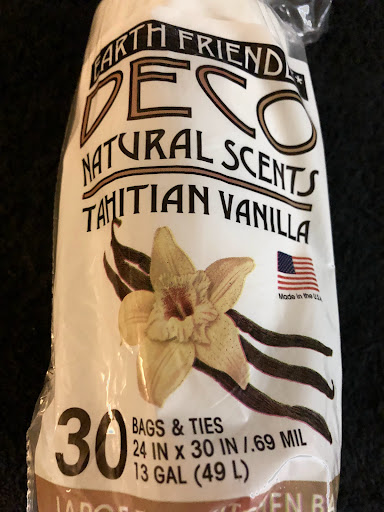 EARTH FRIENDLY
DECO
NATURAL SCENTS
TAHITIAN VANILLA
Made in the U.S.A.
30 BAGS & TIES
24 IN X 30 IN /.69 MIL
13 GAL (49 L)